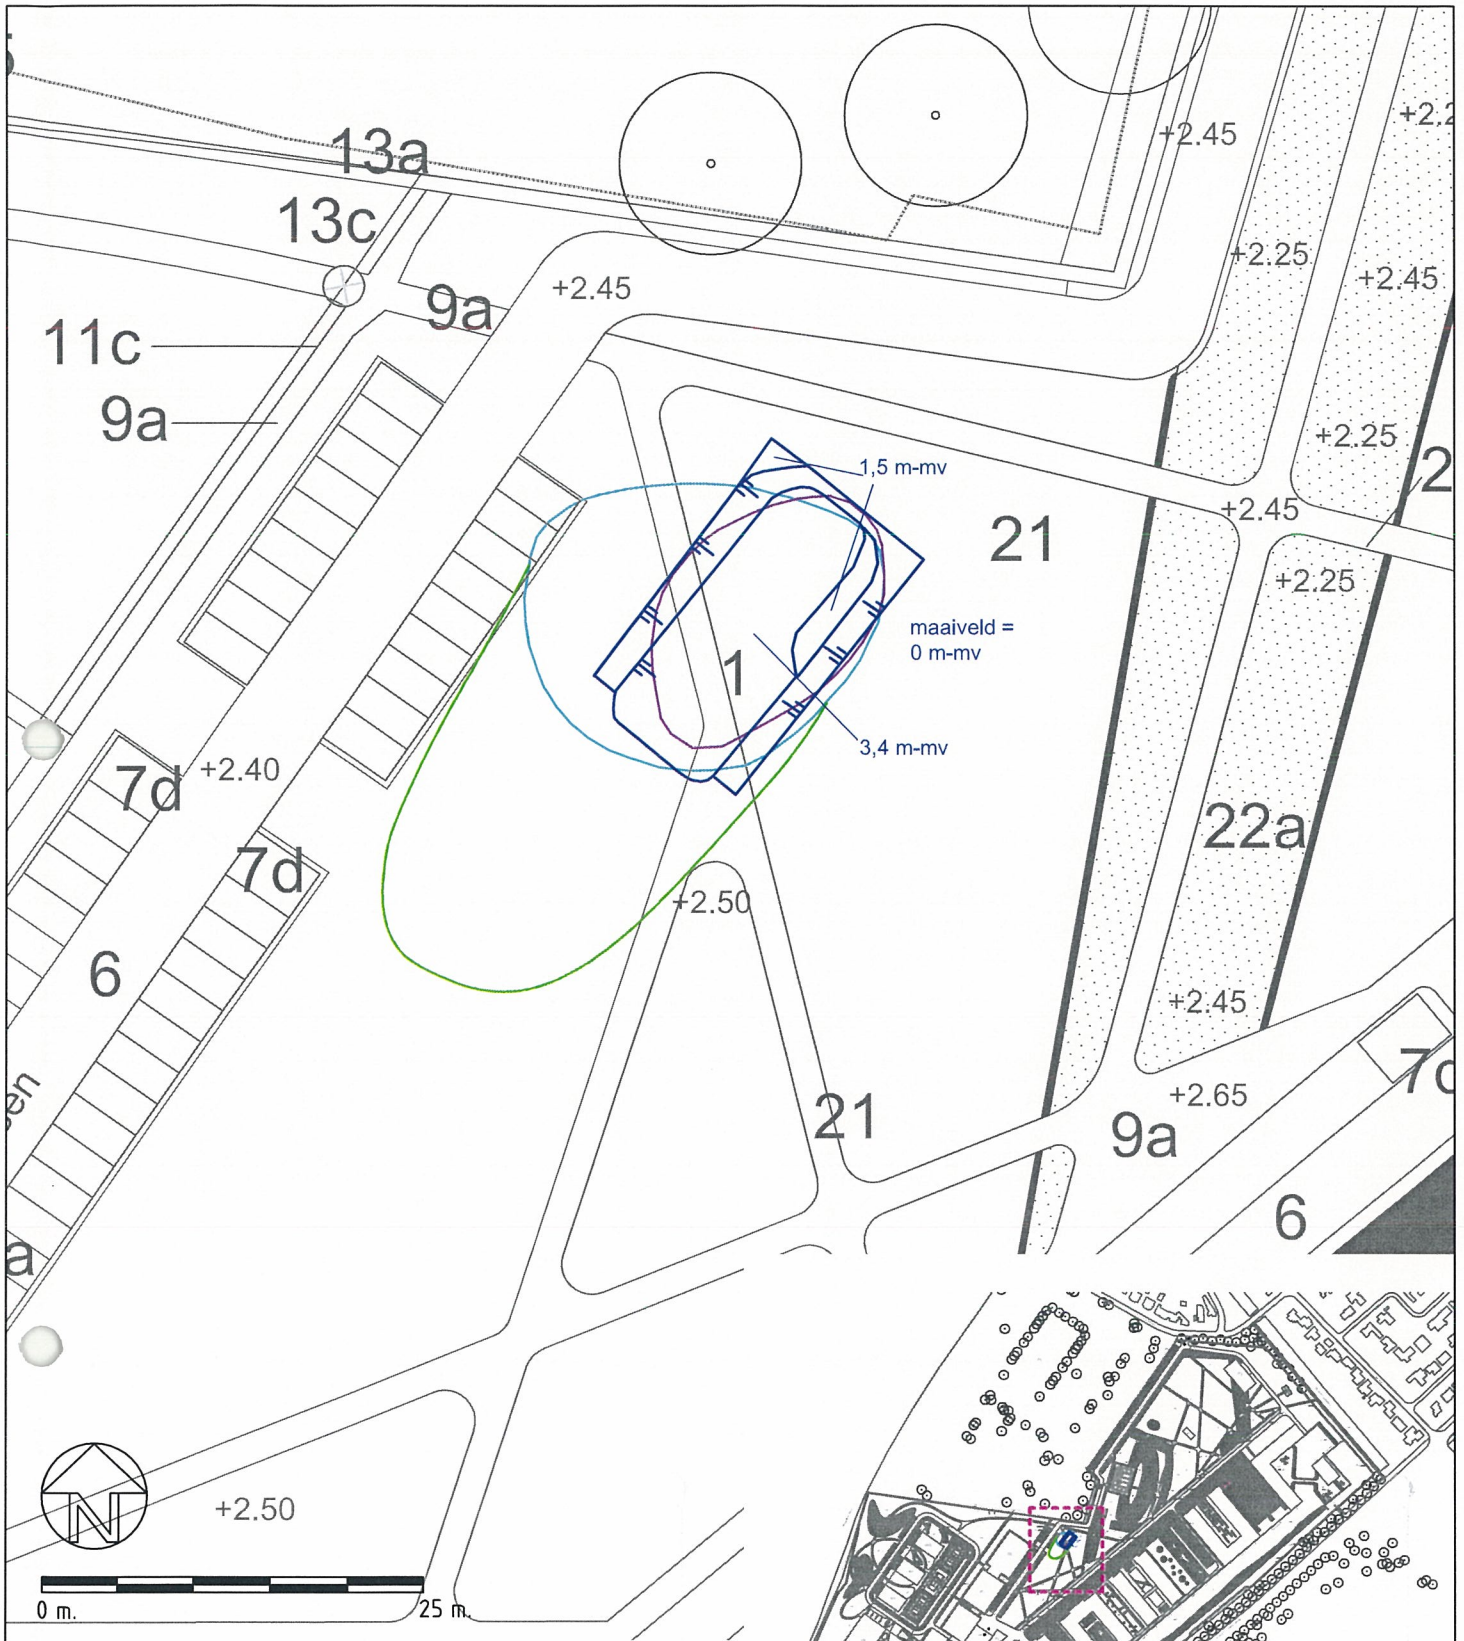 13a
+2.45
13c
+2.25
+2.45
9a
+2.45
11c
9a
+2.25
2
1,5 m-mv
+2.45
21
+2.25
maaiveld =
0 m-mv
1
3,4 m-mv
7d
+2.40
22a
7d
+2.50
6
+2.45
+2.65
21
9a
6
a
+2.50
N
0 m.
25 m.